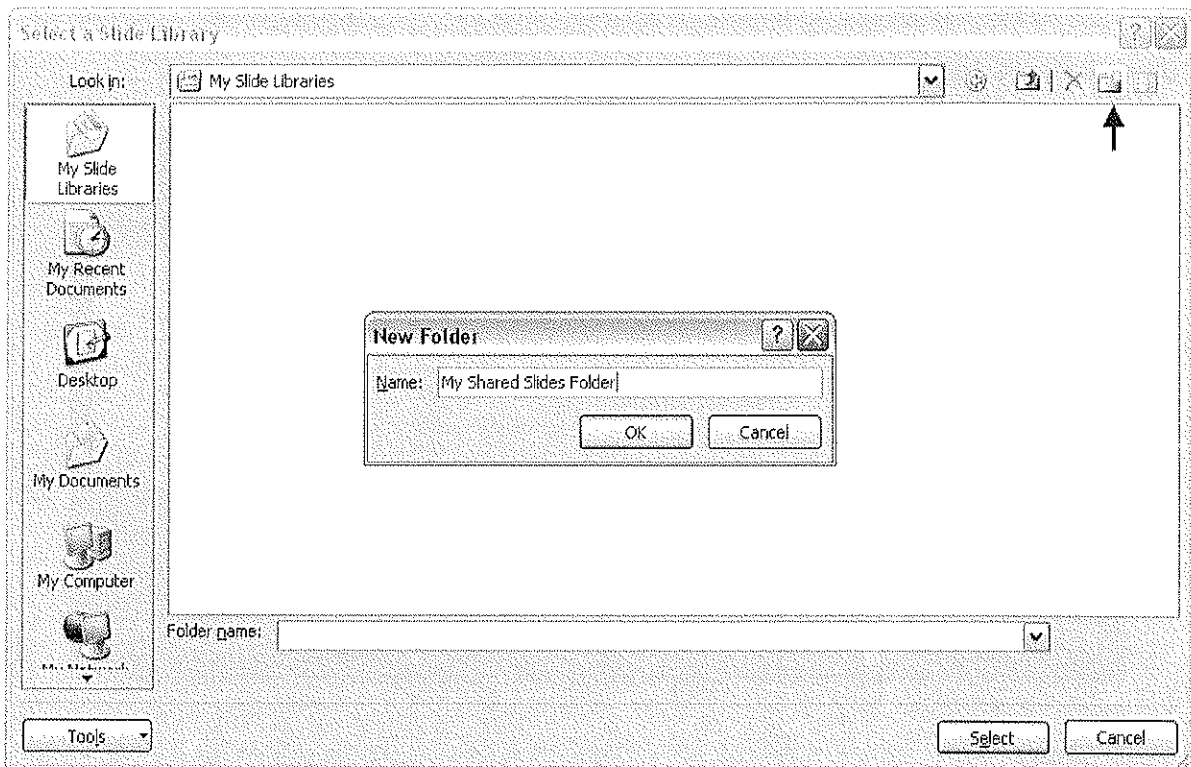 Select a Slide Library
Look in:
My Slide Libraries
My Slide
Libraries
My Recent
Documents
Desktop
My Documents
My Computer
New Folder
Name:
My Shared Slides Folder
OK
Cancel
Folder name:
Tools
Select
Cancel